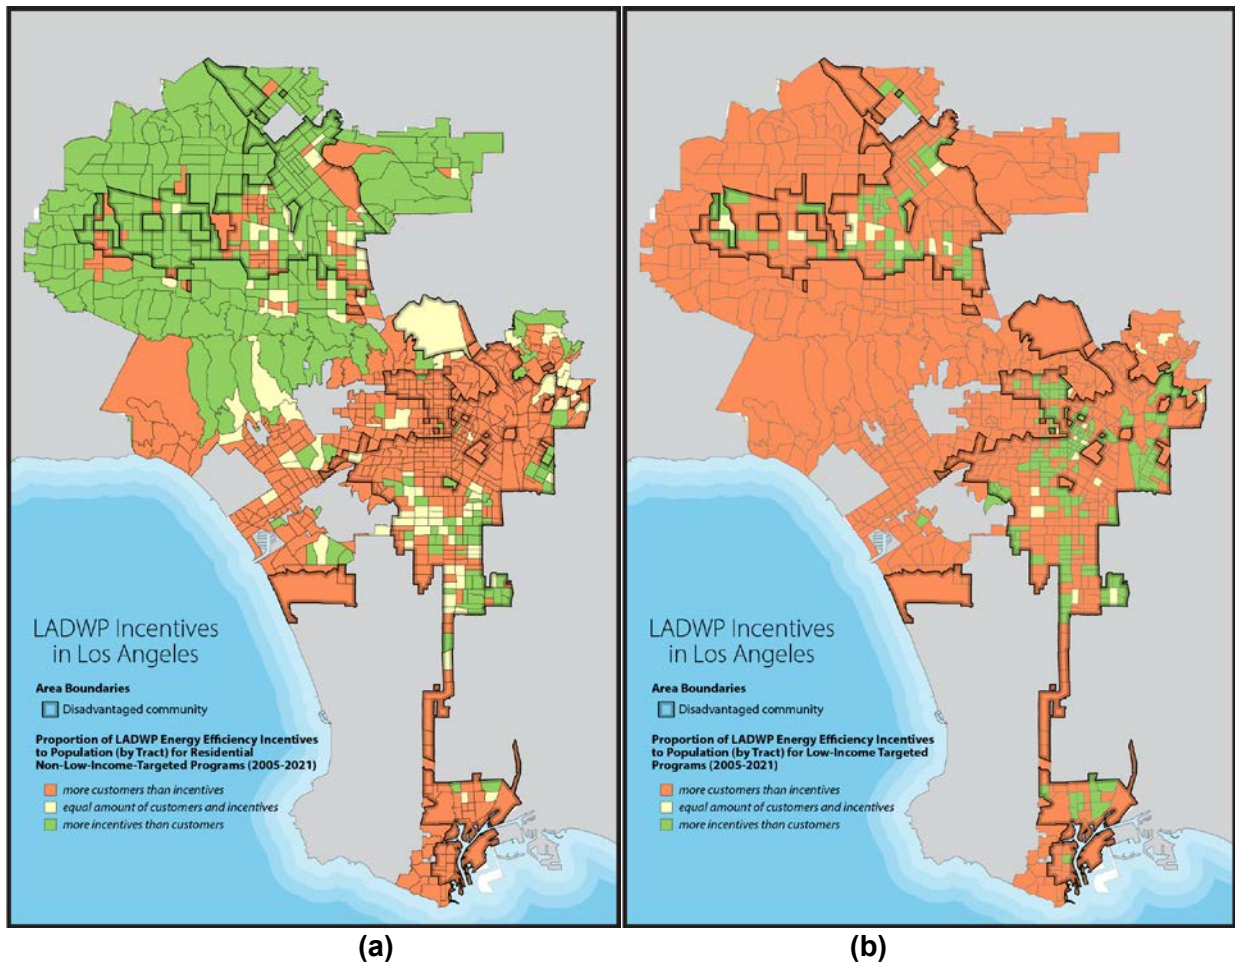 LADWP Incentives
in Los Angeles
Area Boundaries
Disadvantaged community
Proportion of LADWP Energy Efficiency Incentives
to Population (by Tract) for Residential
Non-Low-Income-Targeted Programs (2005-2021)
more customers than incentives
equal amount of customers and incentives
more incentives than customers
(a)
LADWP Incentives
in Los Angeles
Area Boundaries
Disadvantaged community
Proportion of LADWP Energy Efficiency Incentives
to Population (by Tract) for Low-Income Targeted
Programs (2005-2021)
more customers than incentives
equal amount of customers and incentives
more incentives than customers
(b)